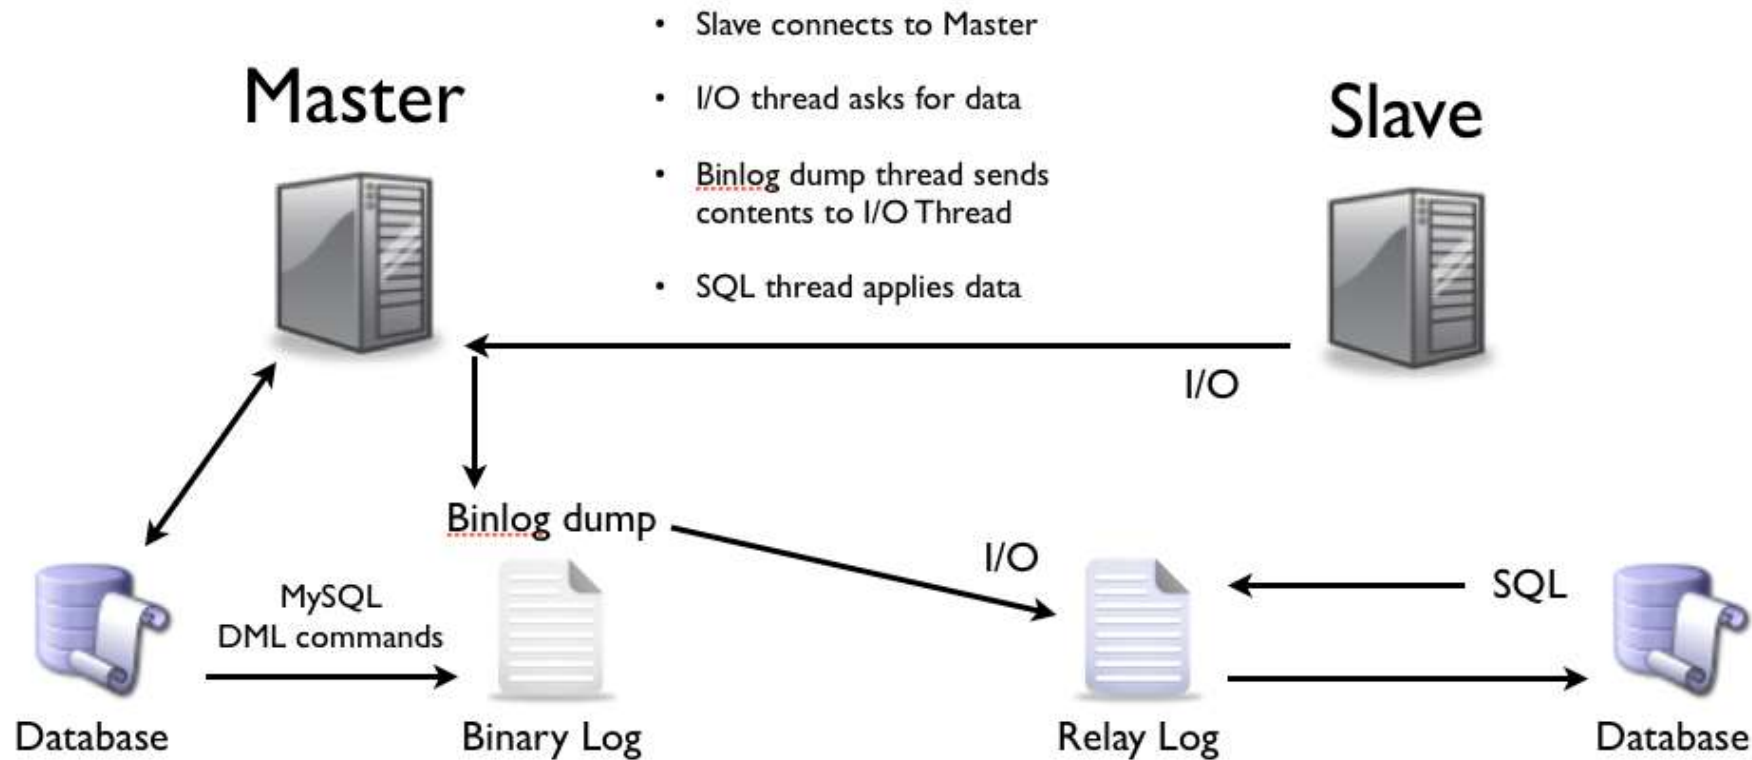 • Slave connects to Master
Master
• I/O thread asks for data
Slave
• Binlog dump thread sends
contents to I/O Thread
• SQL thread applies data
I/O
Binlog dump
I/O
SQL
MySQL
DML commands
Database
Binary Log
Relay Log
Database